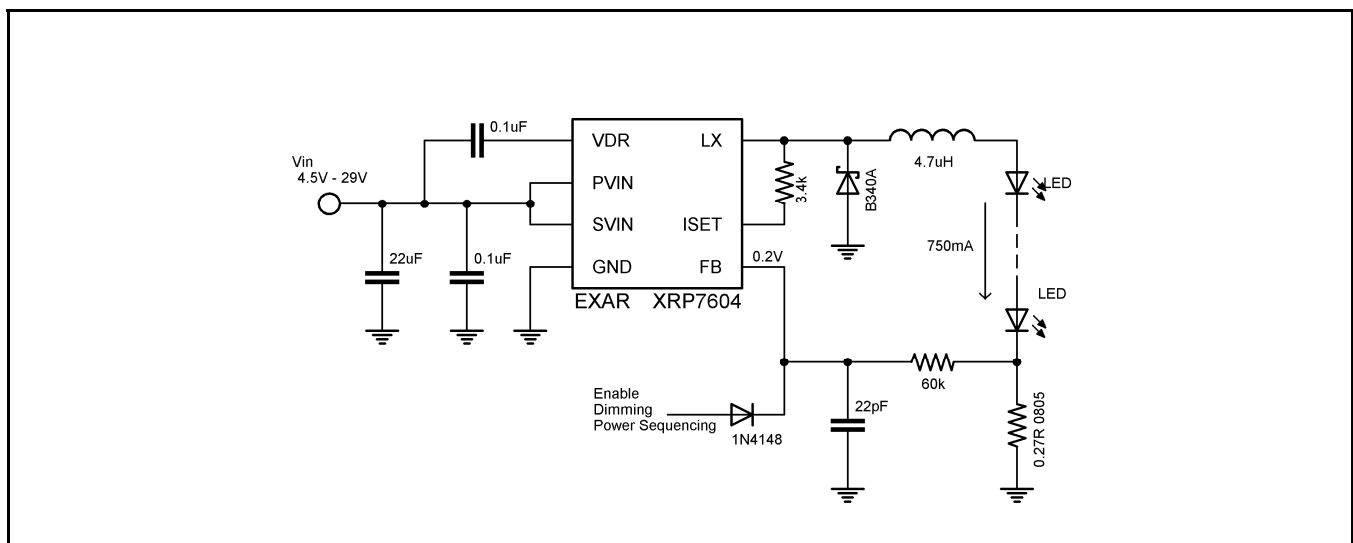 0.1uF
VDR
LX
Vin
4.5V - 29V
PVIN
3.4k
B340A
4.7uH
LED
SVIN
ISET
750mA
22uF
0.1uF
GND
FB
0.2V
EXAR XRP7604
LED
60k
Enable
Dimming
Power Sequencing
1N4148
22pF
0.27R 0805